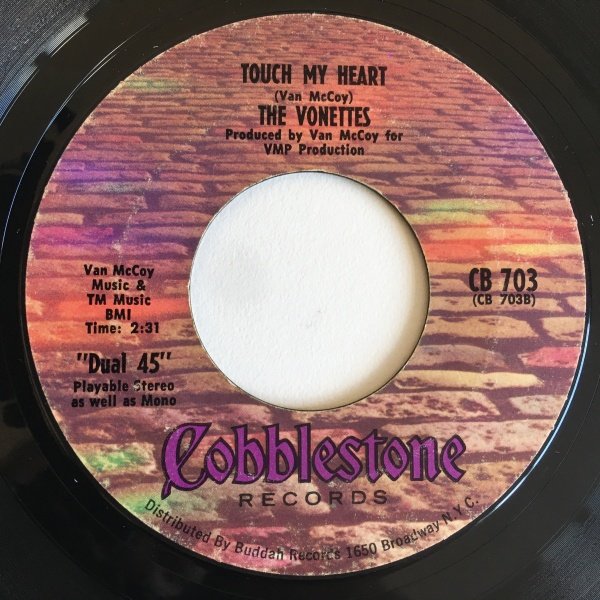 TOUCH MY HEART
(Van McCoy)
THE VONETTES
Produced by Van McCoy for
VMP Production
Van McCoy
Music &
TM Music
BMI
Time: 2:31
"Dual 45"
Playable Stereo
as well as Mono
CB 703
(CB 703B)
Cobblestone
RECORDS
Distributed By Buddah Records 1650 Broadway N.Y.C.